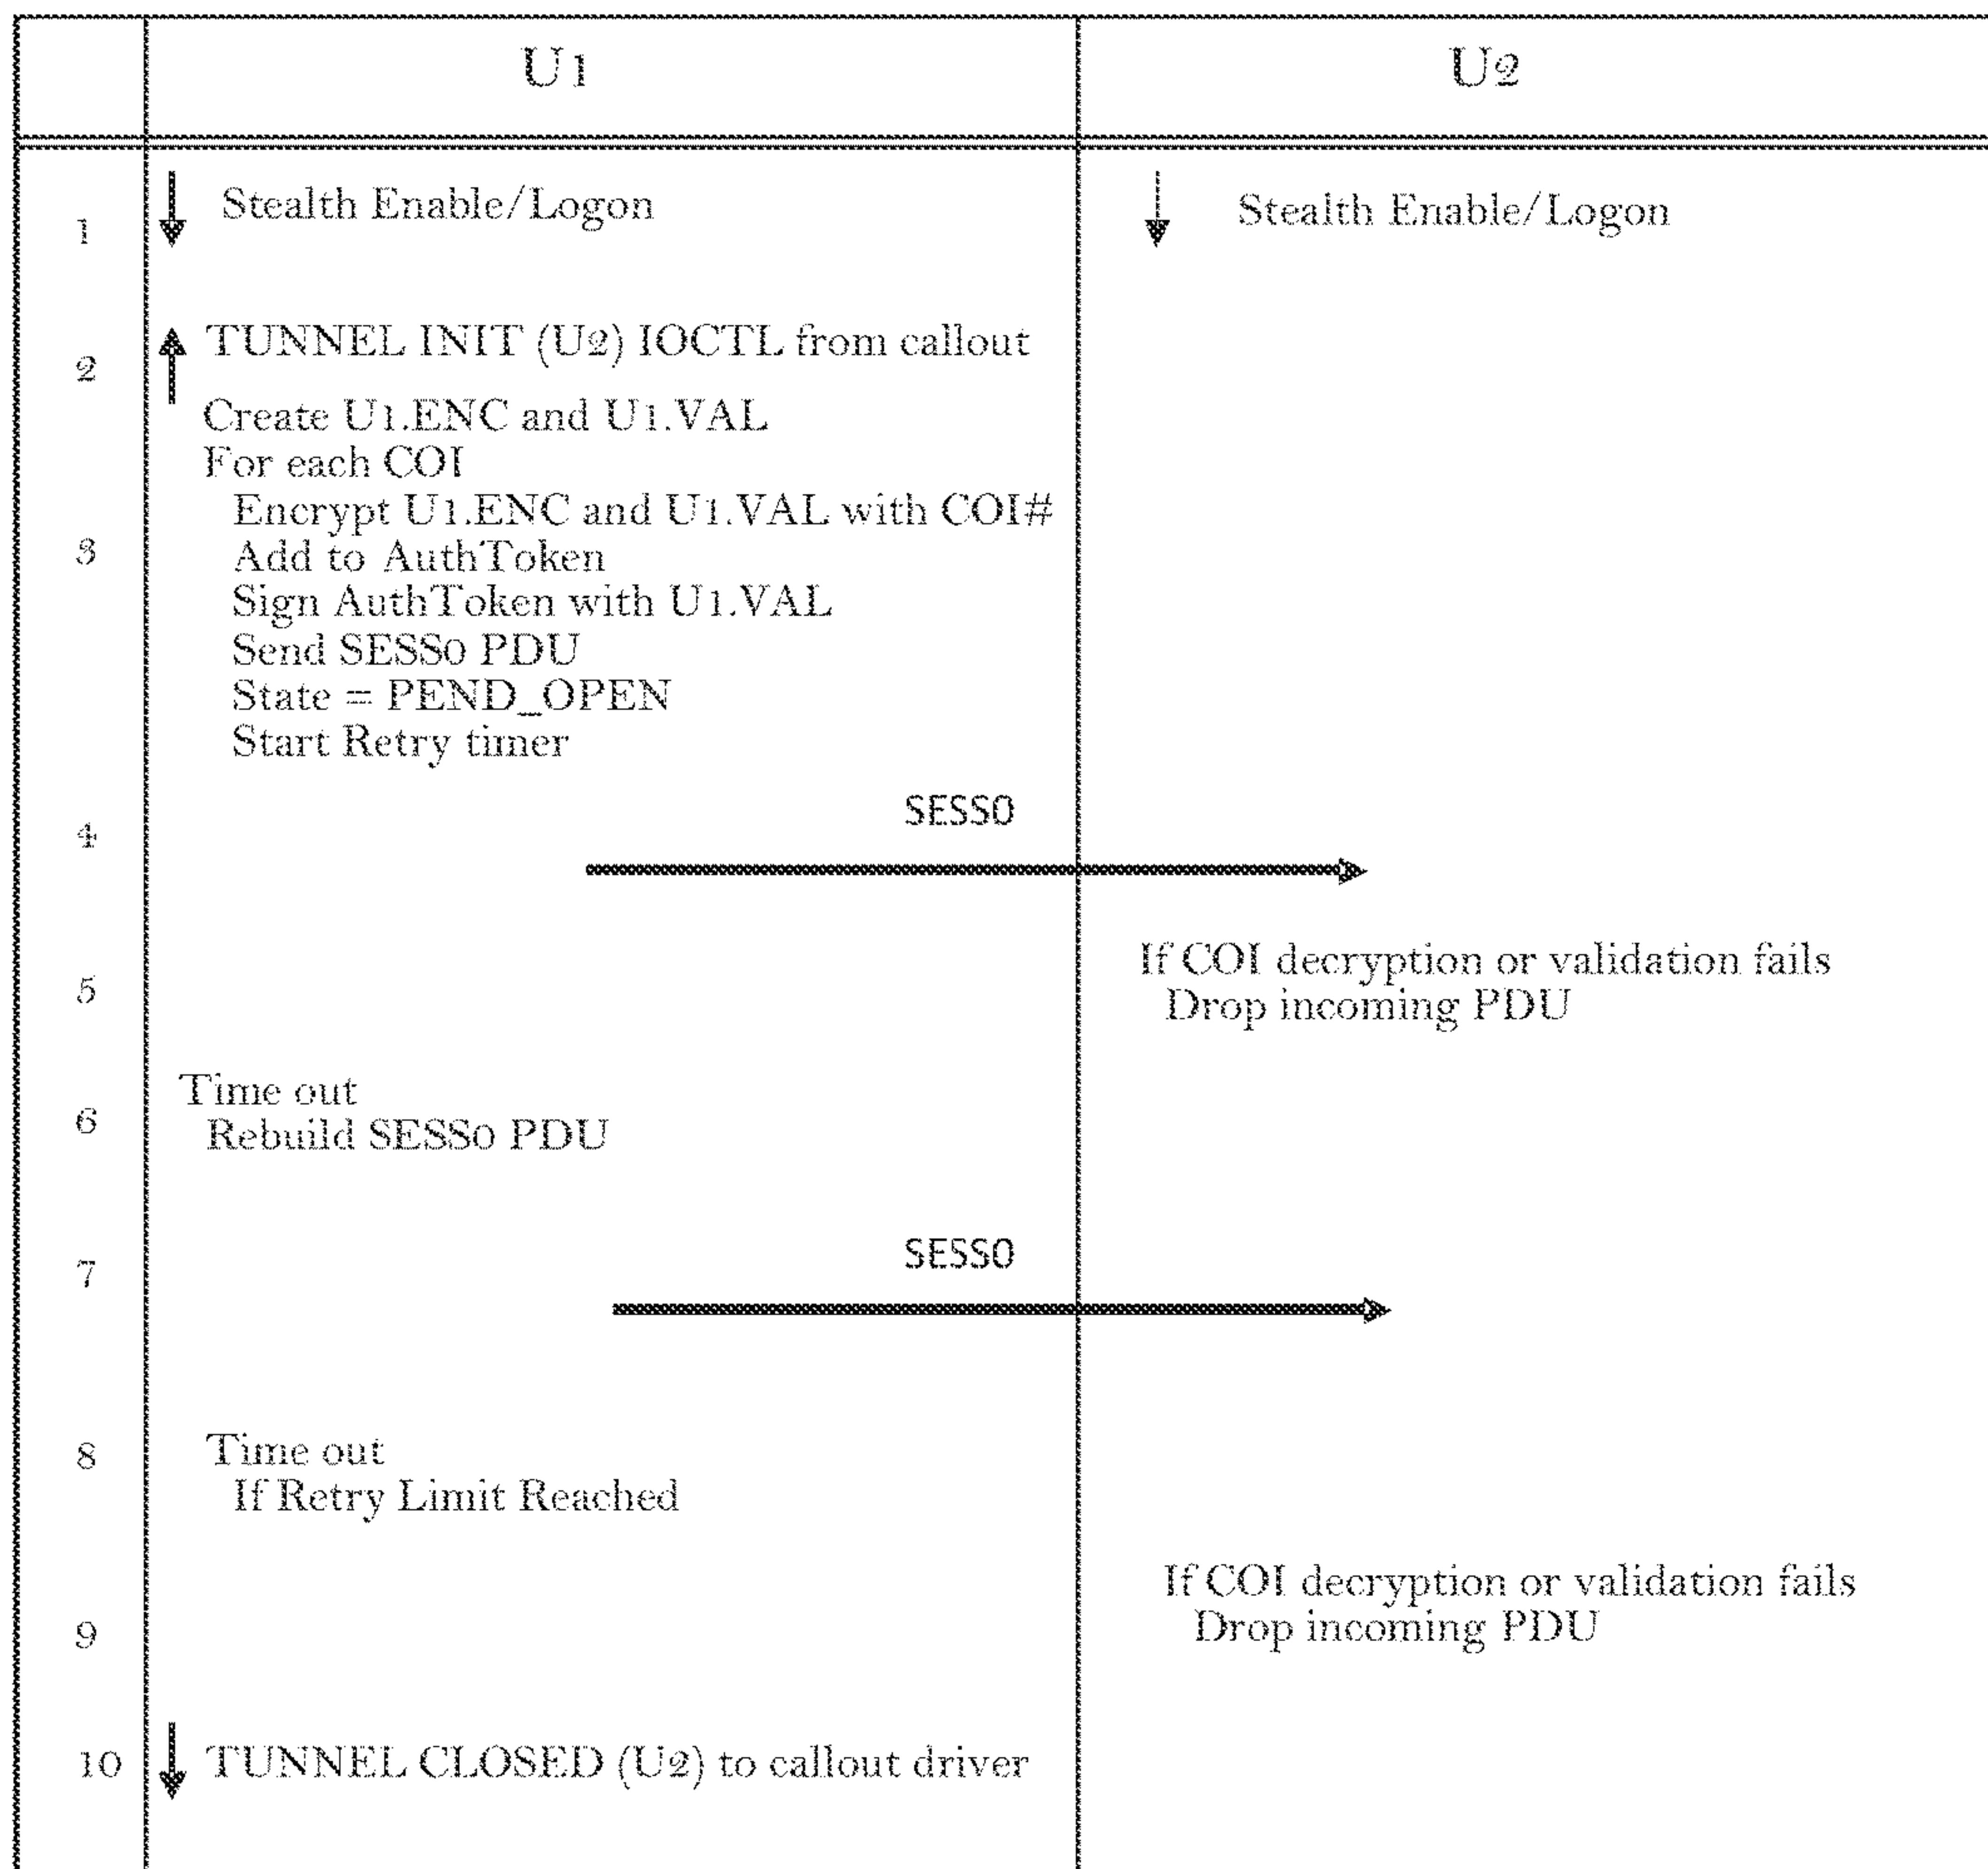 U1 U2
1 Stealth Enable/Logon Stealth Enable/Logon
2 TUNNEL INIT (U2) IOCTL from callout
Create U1.ENC and U1.VAL
For each COI
Encrypt U1.ENC and U1.VAL with COI#
3 Add to AuthToken
Sign AuthToken with U1.VAL
Send SESS0 PDU
State = PEND_OPEN
Start Retry timer
4 SESS0
If COI decryption or validation fails
5 Drop incoming PDU
Time out
6 Rebuild SESS0 PDU
7 SESS0
8 Time out
If Retry Limit Reached
If COI decryption or validation fails
9 Drop incoming PDU
10 TUNNEL CLOSED (U2) to callout driver